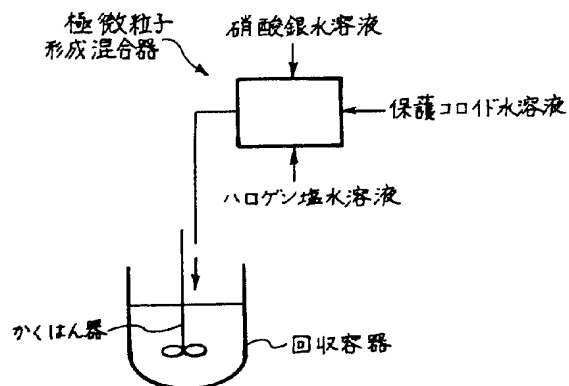 極微粒子
形成混合器
硝酸銀水溶液
保護コロイド水溶液
ハロゲン塩水溶液
かくはん器
回収容器